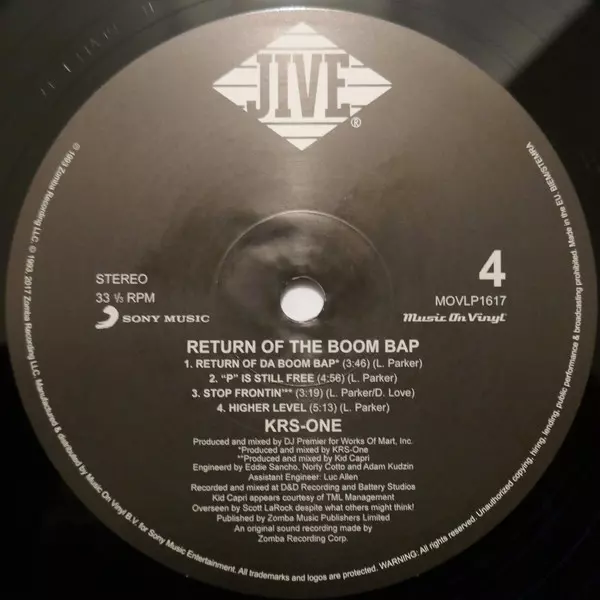 JIVE®
4
STEREO
33 ⅓ RPM
MOVLP1617
SONY MUSIC
Music On Vinyl
RETURN OF THE BOOM BAP
1. RETURN OF DA BOOM BAP* (3:46) (L. Parker)
2. “P” IS STILL FREE (4:56) (L. Parker)
3. STOP FRONTIN’** (3:19) (L. Parker/D. Love)
4. HIGHER LEVEL (5:13) (L. Parker)
KRS-ONE
Produced and mixed by DJ Premier for Works Of Mart, Inc.
*Produced and mixed by KRS-One
**Produced and mixed by Kid Capri
Engineerd by Eddie Sancho, Norty Cotto and Adam Kudzin
Assistant Engineer: Luc Allen
Recorded and mixed at D&D Recording and Battery Studios
Kid Capri appears courtesy of TML Management
Overseen by Scott LaRock despite what others might think!
Published by Zomba Music Publishers Limited
An original sound recording made by
Zomba Recording Corp.
℗ 1993 Zomba Recording LLC. © 1993, 2017 Zomba Recording LLC. Manufactured & distributed by Music On Vinyl B.V. for Sony Music Entertainment. All trademarks and logos are protected. WARNING: All rights reserved. Unauthorized copying, hiring, lending, public performance & broadcasting prohibited. Made in the EU. BIEM/STEMRA